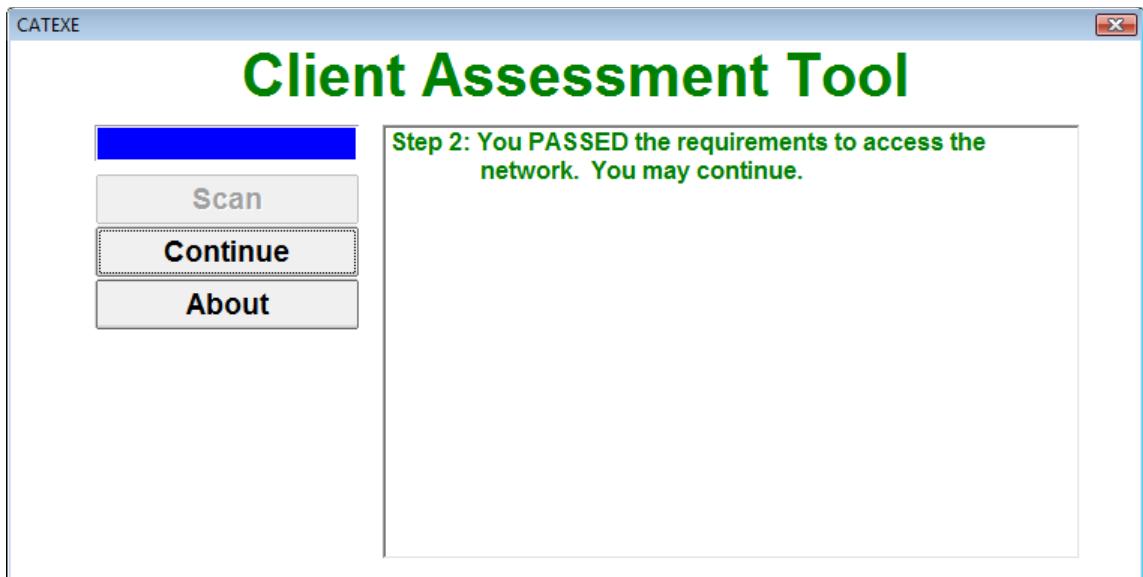 CATEXE
Client Assessment Tool
Scan
Continue
About
Step 2: You PASSED the requirements to access the
network.  You may continue.